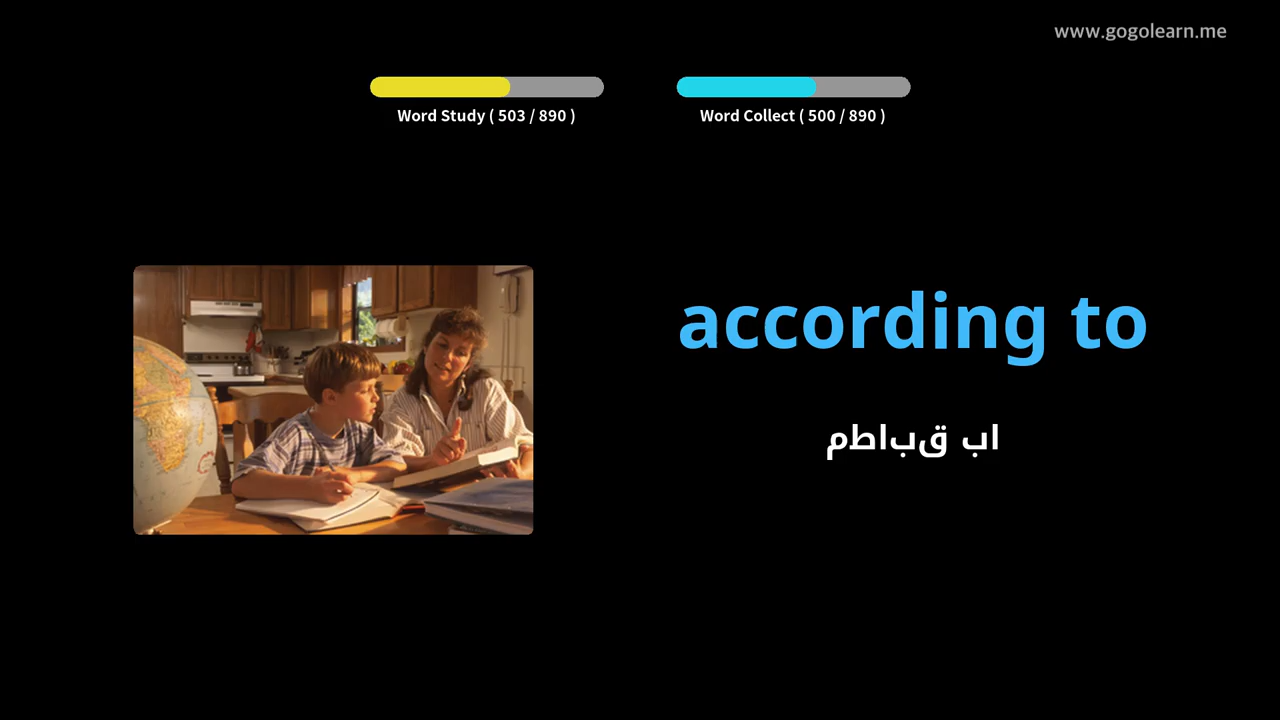 www.gogolearn.me
Word Study ( 503 / 890 )
Word Collect ( 500 / 890 )
according to
اب قباطم